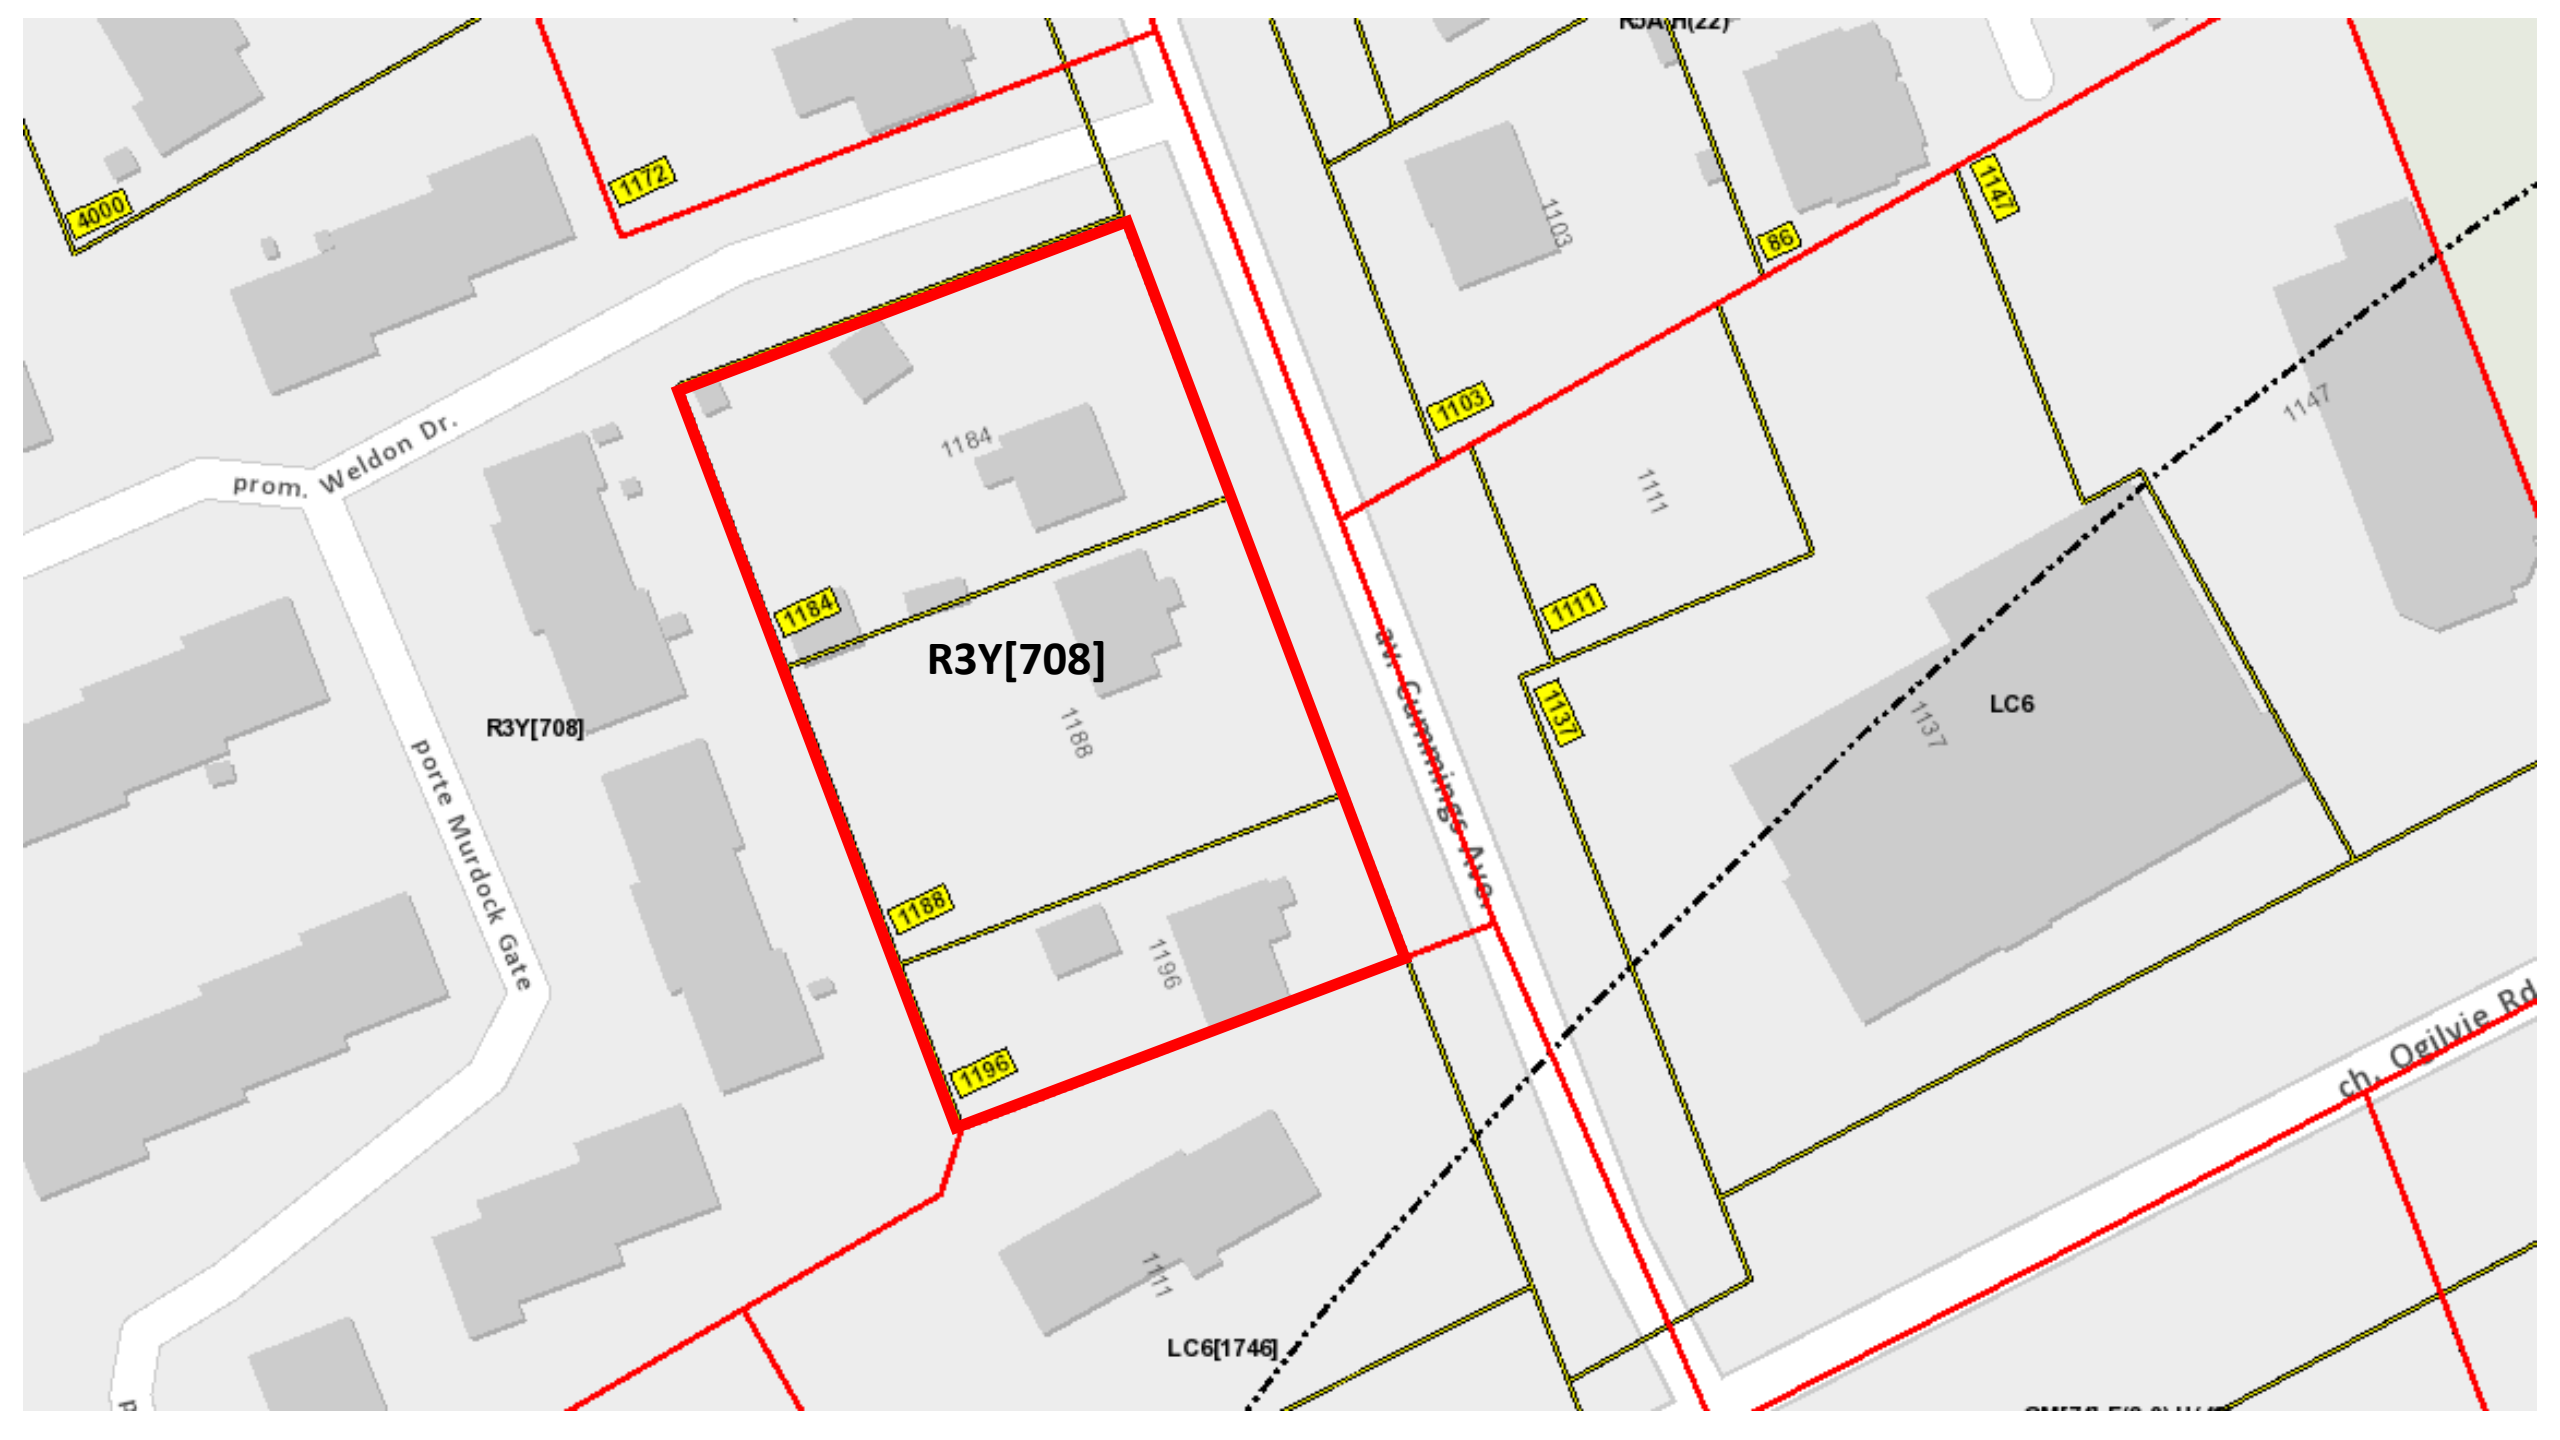 4000
1172
1103
86
1147
1103
1147
1184
prom. Weldon Dr.
1111
1184
1111
R3Y[708]
av. Cummings Ave.
1137
LC6
1137
R3Y[708]
1188
porte Murdock Gate
1188
1196
1196
ch. Ogilvie Rd
1111
LC6[1746]